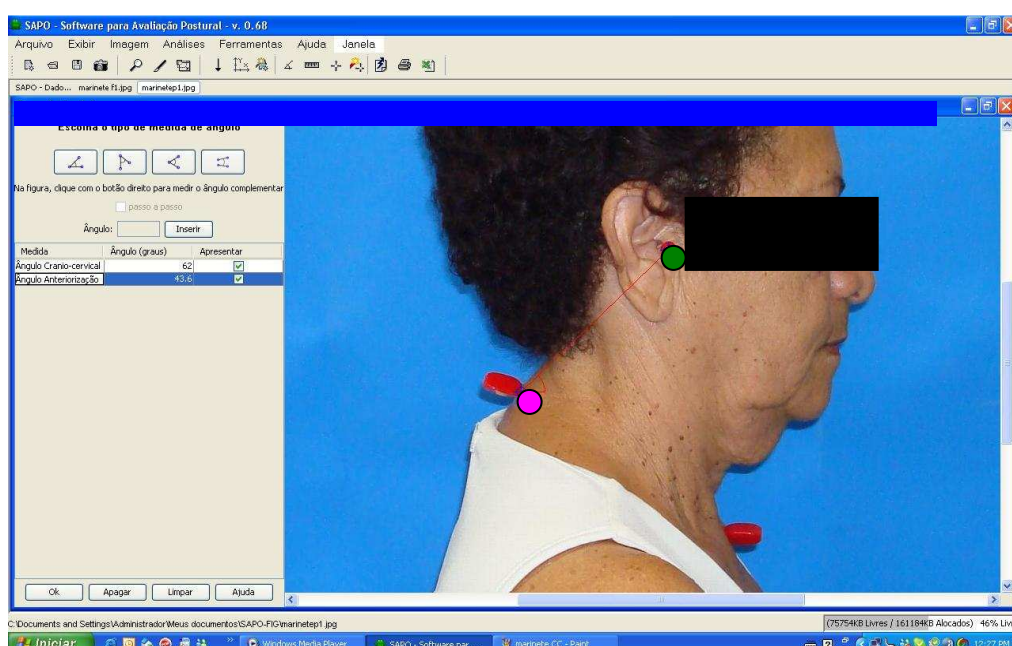 SAPO - Software para Avaliação Postural - v. 0.68
Arquivo Exibir Imagem Análises Ferramentas Ajuda Janela
SAPO - Dado... marinete f1.jpg marinetep1.jpg
Escolha o tipo de medida de ângulo
Na figura, clique com o botão direito para medir o ângulo complementar
passo a passo
Ângulo: Inserir
Medida Ângulo (graus) Apresentar
Ângulo Cranio-cervical 62
Ângulo Anteriorização 43.6
Ok Apagar Limpar Ajuda
C:\Documents and Settings\Administrador\Meus documentos\SAPO-FIG\marinetep1.jpg (75754KB Livres / 161184KB Alocados) 46% Livr
Iniciar Windows Media Player SAPO - Software par... marinete CC - Paint 12:27 PM